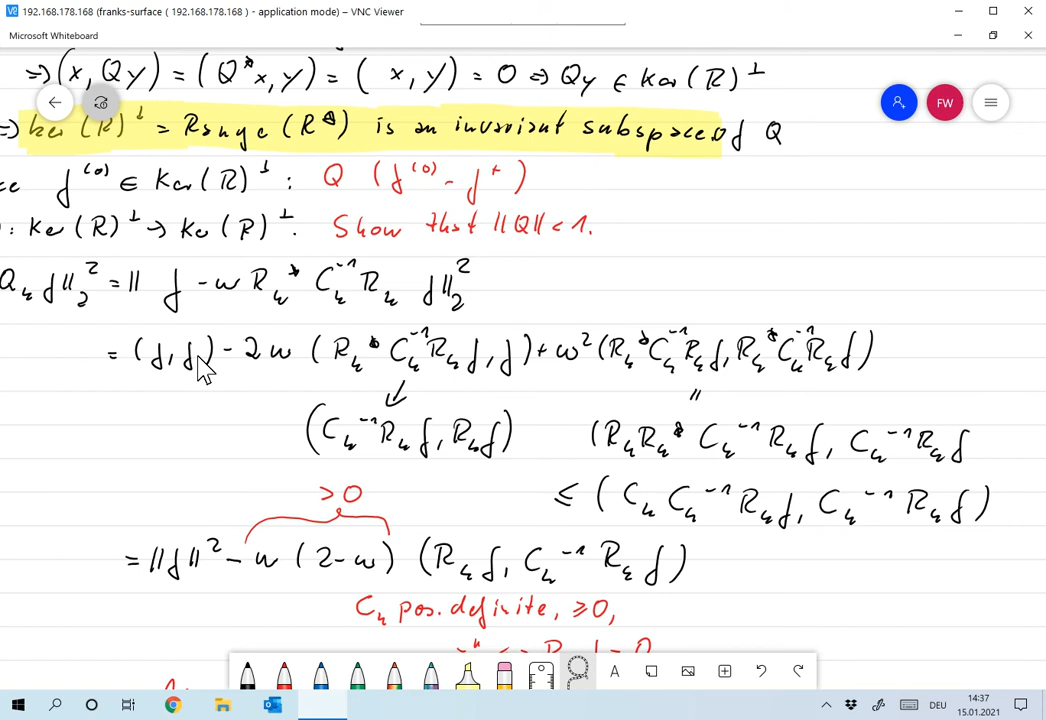 192.168.178.168 (franks-surface ( 192.168.178.168 ) - application mode) – VNC Viewer
Microsoft Whiteboard
FW
⇒ (x, Qy) = (Q*x, y) = ( x, y) = 0 ⇒ Qy ∈ Ker(R)⊥
⇒ ker(R)⊥ = Range(R*) is an invariant subspace of Q
ce f⁽⁰⁾ ∈ Ker(R)⊥: Q (f⁽⁰⁾ - f⁺)
: Ker(R)⊥ → Ker(R)⊥. Show that ||Q|| < 1.
Qₖ f||₂² = || f - ω Rₖ* Cₖ⁻¹ Rₖ f||₂²
= (f, f) - 2ω (Rₖ* Cₖ⁻¹ Rₖ f, f) + ω² (Rₖ* Cₖ⁻¹ Rₖ f, Rₖ* Cₖ⁻¹ Rₖ f)
↙ =
(Cₖ⁻¹ Rₖ f, Rₖ f) (Rₖ Rₖ* Cₖ⁻¹ Rₖ f, Cₖ⁻¹ Rₖ f
> 0 ≤ (Cₖ Cₖ⁻¹ Rₖ f, Cₖ⁻¹ Rₖ f)
= ||f||² - ω (2-ω) (Rₖ f, Cₖ⁻¹ Rₖ f)
Cₖ pos. definite, ≥ 0,
A
DEU
14:37
15.01.2021